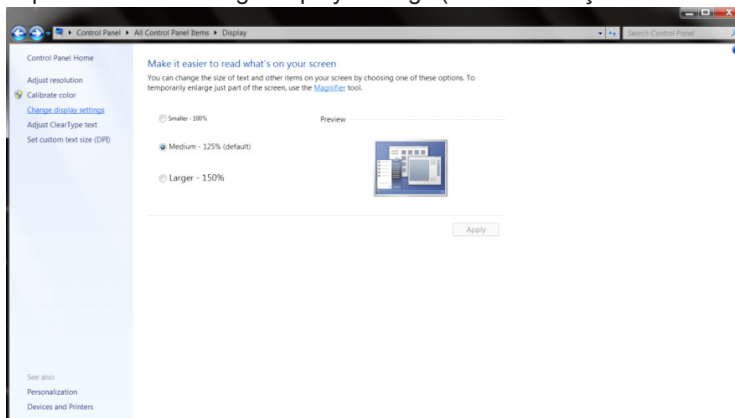 Control Panel ▸ All Control Panel Items ▸ Display
Search Control Panel
Control Panel Home
Adjust resolution
Calibrate color
Change display settings
Adjust ClearType text
Set custom text size (DPI)
Make it easier to read what's on your screen
You can change the size of text and other items on your screen by choosing one of these options. To
temporarily enlarge just part of the screen, use the Magnifier tool.
Smaller - 100%
Preview
Medium - 125% (default)
Larger - 150%
Apply
See also
Personalization
Devices and Printers